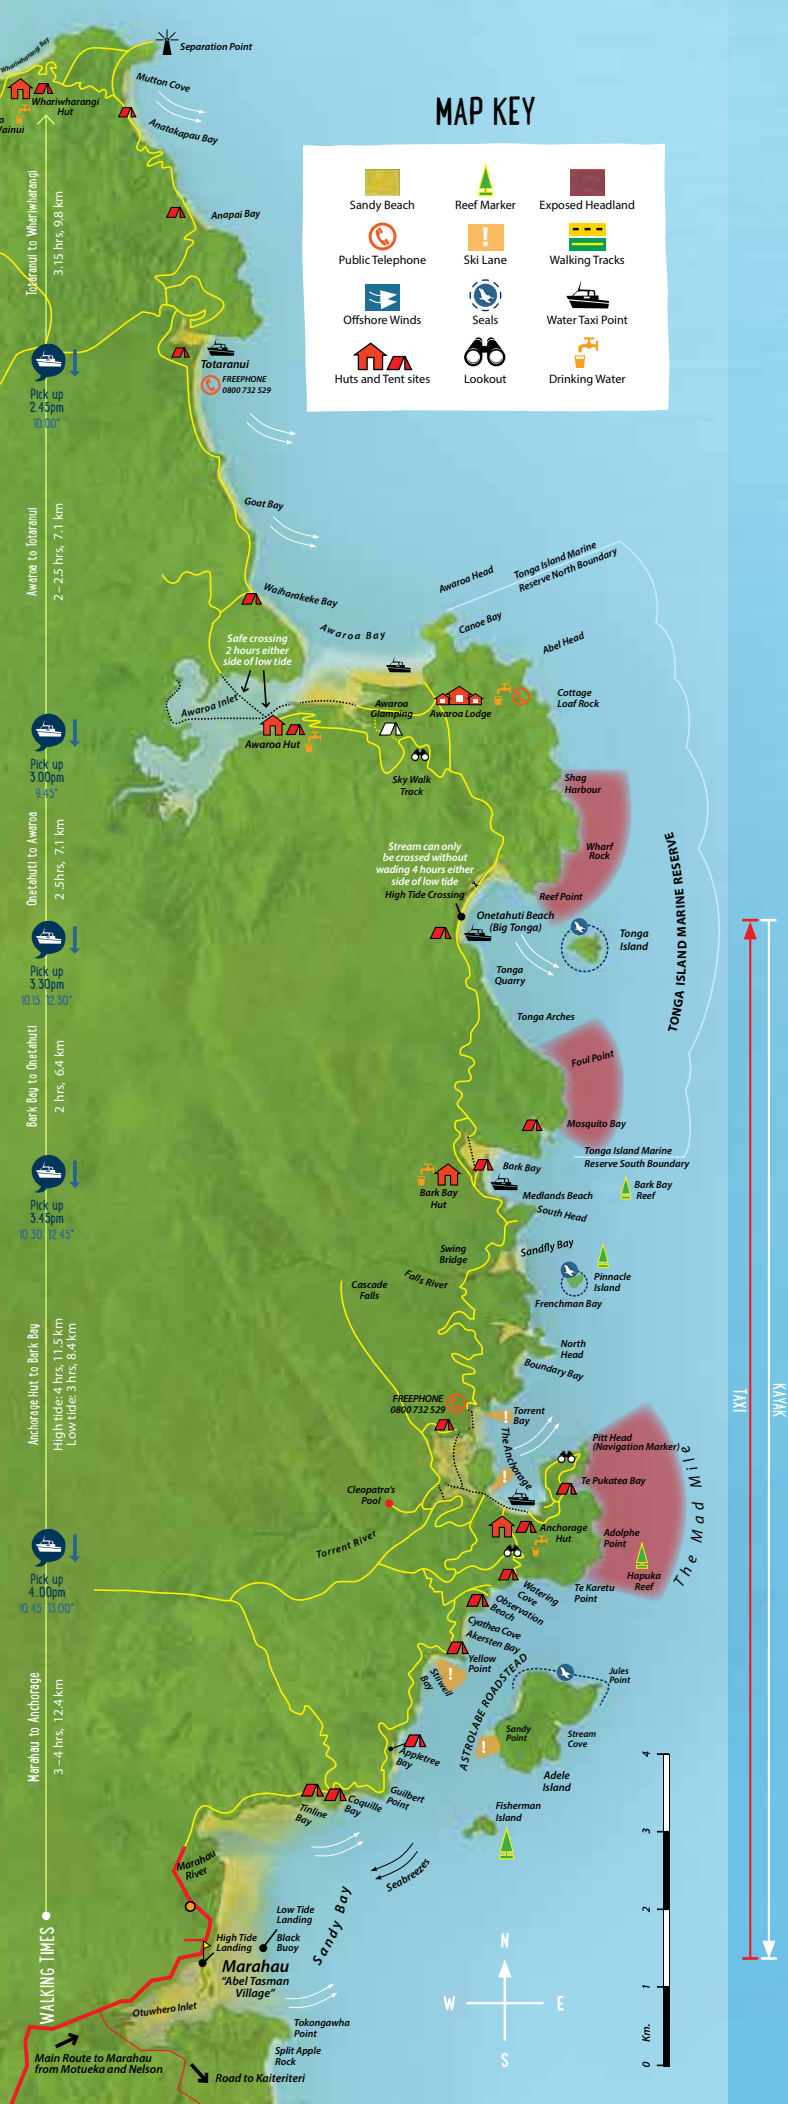 Whariwharangi Bay
Separation Point
Mutton Cove
Whariwharangi
Hut
Anatakapau Bay
MAP KEY
Sandy Beach
Reef Marker
Exposed Headland
Public Telephone
Ski Lane
Walking Tracks
Offshore Winds
Seals
Water Taxi Point
Huts and Tent sites
Lookout
Drinking Water
Totaranui to Whariwharangi
3.15 hrs, 9.8 km
Anapai Bay
Totaranui
FREEPHONE
0800 732 529
Pick up
2.45pm
10.00*
Goat Bay
Awaroa to Totaranui
2–2.5 hrs, 7.1 km
Waiharakeke Bay
Awaroa Head
Tonga Island Marine
Reserve North Boundary
Canoe Bay
Awaroa Bay
Abel Head
Safe crossing
2 hours either
side of low tide
Awaroa Inlet
Awaroa
Glamping
Awaroa Lodge
Cottage
Loaf Rock
Awaroa Hut
Pick up
3.00pm
9.45*
Sky Walk
Track
Shag
Harbour
Wharf
Rock
Stream can only
be crossed without
wading 4 hours either
side of low tide
High Tide Crossing
Reef Point
Onetahuti to Awaroa
2.5hrs, 7.1 km
Onetahuti Beach
(Big Tonga)
Tonga
Island
TONGA ISLAND MARINE RESERVE
Pick up
3.30pm
10.15, 12.30*
Tonga
Quarry
Tonga Arches
Foul Point
Bark Bay to Onetahuti
2 hrs, 6.4 km
Mosquito Bay
Tonga Island Marine
Reserve South Boundary
Bark Bay
Bark Bay
Hut
Medlands Beach
Bark Bay
Reef
South Head
Pick up
3.45pm
10.30, 12.45*
Swing
Bridge
Sandfly Bay
Falls River
Cascade
Falls
Pinnacle
Island
Frenchman Bay
North
Head
Boundary Bay
Anchorage Hut to Bark Bay
High tide: 4 hrs, 11.5 km
Low tide: 3 hrs, 8.4 km
FREEPHONE
0800 732 529
Torrent
Bay
The Anchorage
TAXI
KAYAK
Pitt Head
(Navigation Marker)
Te Pukatea Bay
The Mad Mile
Cleopatra's
Pool
Torrent River
Anchorage
Hut
Adolphe
Point
Hapuka
Reef
Pick up
4.00pm
10.45, 13.00*
Watering
Cove
Te Karetu
Point
Observation
Beach
Cyathea Cove
Akersten Bay
Yellow
Point
Stilwell
Bay
ASTROLABE ROADSTEAD
Jules
Point
Marahau to Anchorage
3–4 hrs, 12.4 km
Sandy
Point
Stream
Cove
Appletree
Bay
Adele
Island
Guilbert
Point
Coquille
Bay
Tinline
Bay
Fisherman
Island
Marahau
River
Seabreezes
Sandy Bay
Low Tide
Landing
High Tide
Landing
Black
Buoy
Marahau
"Abel Tasman
Village"
WALKING TIMES
Otuwhero Inlet
Tokongawha
Point
Split Apple
Rock
Main Route to Marahau
from Motueka and Nelson
Road to Kaiteriteri
N
W
E
S
4
3
2
1
0
Km.